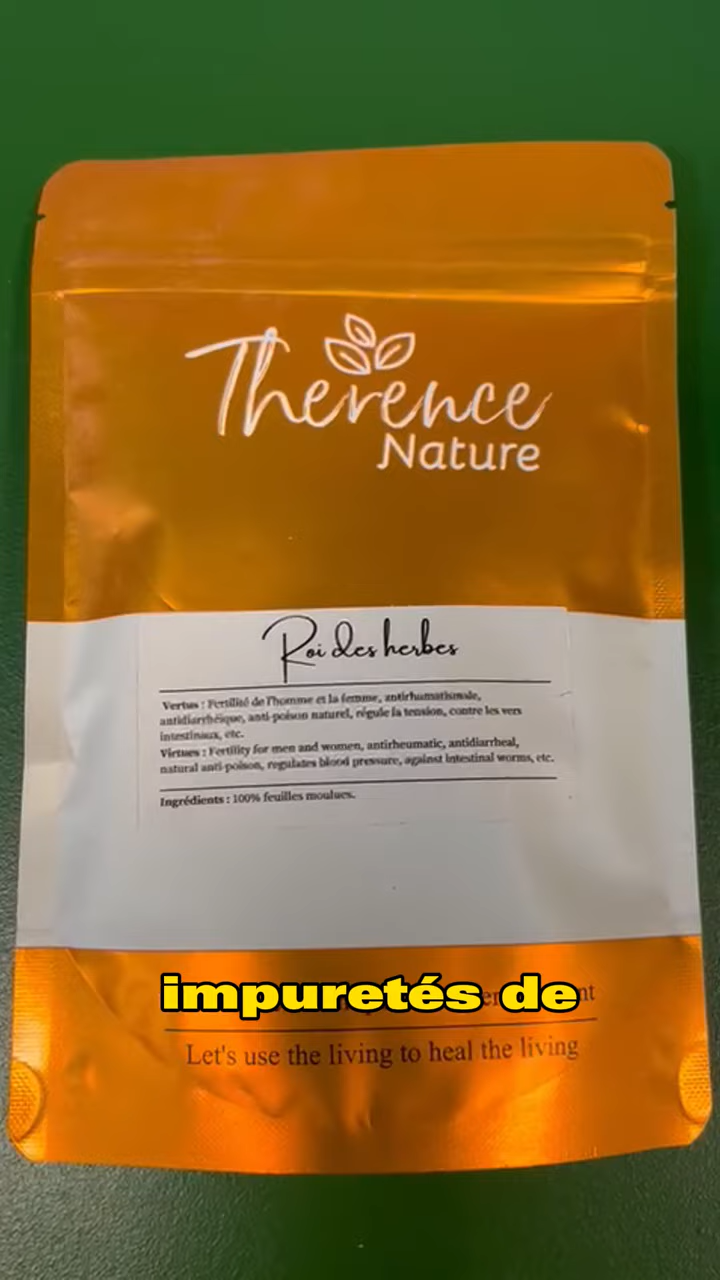 Therence
Nature
Roi des herbes
Vertus : Fertilité de l'homme et la femme, antirhumatismale,
antidiarrhéique, anti-poison naturel, régule la tension, contre les vers
intestinaux, etc.
Virtues : Fertility for men and women, antirheumatic, antidiarrheal,
natural anti-poison, regulates blood pressure, against intestinal worms, etc.
Ingrédients : 100% feuilles moulues.
impuretés de
Let's use the living to heal the living